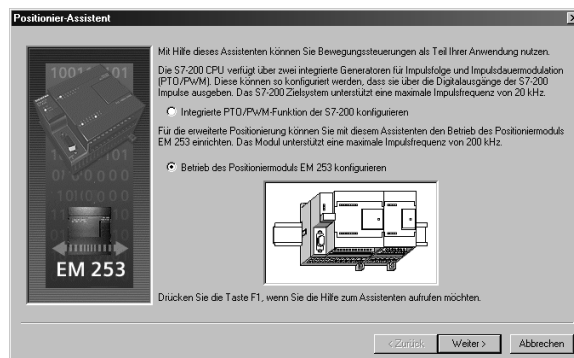 Positionier-Assistent
Mit Hilfe dieses Assistenten können Sie Bewegungssteuerungen als Teil Ihrer Anwendung nutzen.
Die S7-200 CPU verfügt über zwei integrierte Generatoren für Impulsfolge und Impulsdauermodulation
(PTO/PWM). Diese können so konfiguriert werden, dass sie über die Digitalausgänge der S7-200
Impulse ausgeben. Das S7-200 Zielsystem unterstützt eine maximale Impulsfrequenz von 20 kHz.
Integrierte PTO/PWM-Funktion der S7-200 konfigurieren
Für die erweiterte Positionierung können Sie mit diesem Assistenten den Betrieb des Positioniermoduls
EM 253 einrichten. Das Modul unterstützt eine maximale Impulsfrequenz von 200 kHz.
Betrieb des Positioniermoduls EM 253 konfigurieren
EM 253
Drücken Sie die Taste F1, wenn Sie die Hilfe zum Assistenten aufrufen möchten.
< Zurück
Weiter >
Abbrechen